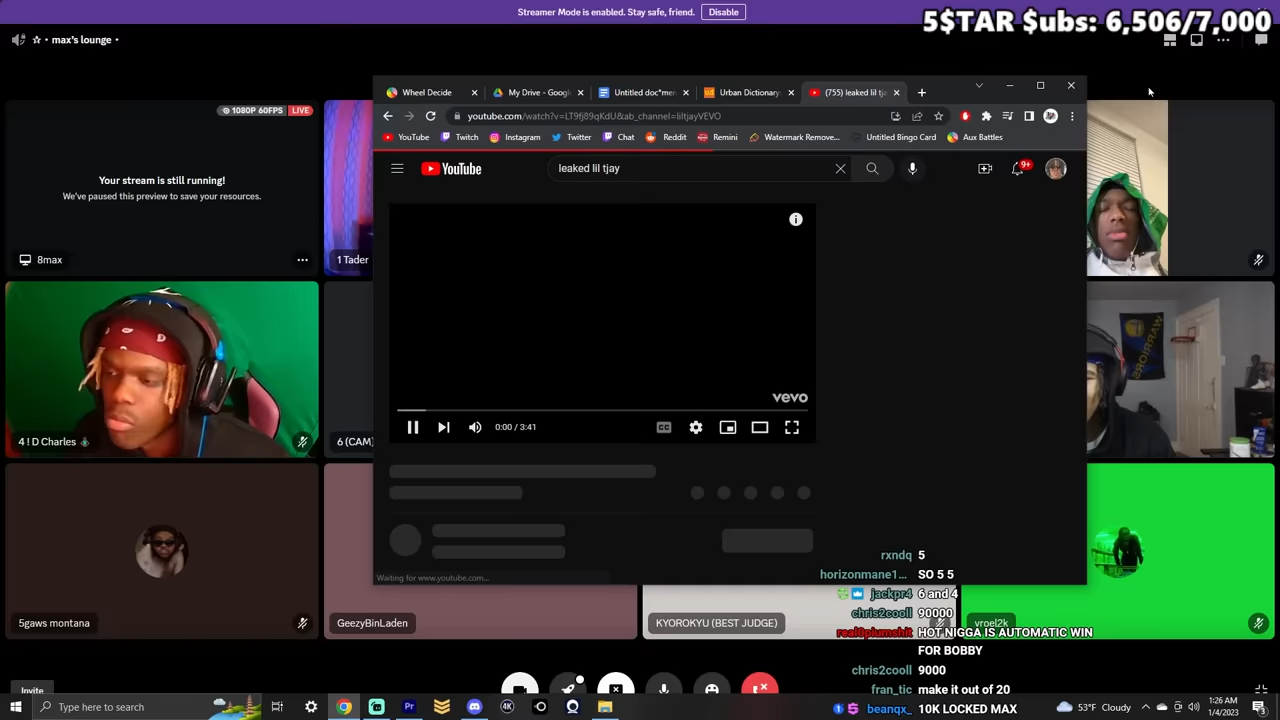 Streamer Mode is enabled. Stay safe, friend. Disable
5$TAR $ubs: 6,506/7,000
max's lounge
1080P 60FPS LIVE
Your stream is still running!
We've paused this preview to save your resources.
8max
1 Tader
Wheel Decide
My Drive - Googl
Untitled doc*me
Urban Dictionary
(755) leaked lil tj
youtube.com/watch?v=LT9fj89qKdU&ab_channel=liltjayVEVO
YouTube Twitch Instagram Twitter Chat Reddit Remini Watermark Remove... Untitled Bingo Card Aux Battles
YouTube
leaked lil tjay
9+
vevo
0:00 / 3:41
CC
Waiting for www.youtube.com...
WARRIORS
4 ! D Charles
6 (CAM)
5gaws montana
GeezyBinLaden
KYOROKYU (BEST JUDGE)
vroel2k
rxndq 5
horizonmane1... SO 5 5
jackpr4 6 and 4
chris2cooll 90000
real0piumshit HOT NIGGA IS AUTOMATIC WIN
FOR BOBBY
chris2cooll 9000
fran_tic make it out of 20
beanqx_ 10K LOCKED MAX
Invite
Type here to search
Pr
4K
53°F Cloudy
1:26 AM
1/4/2023